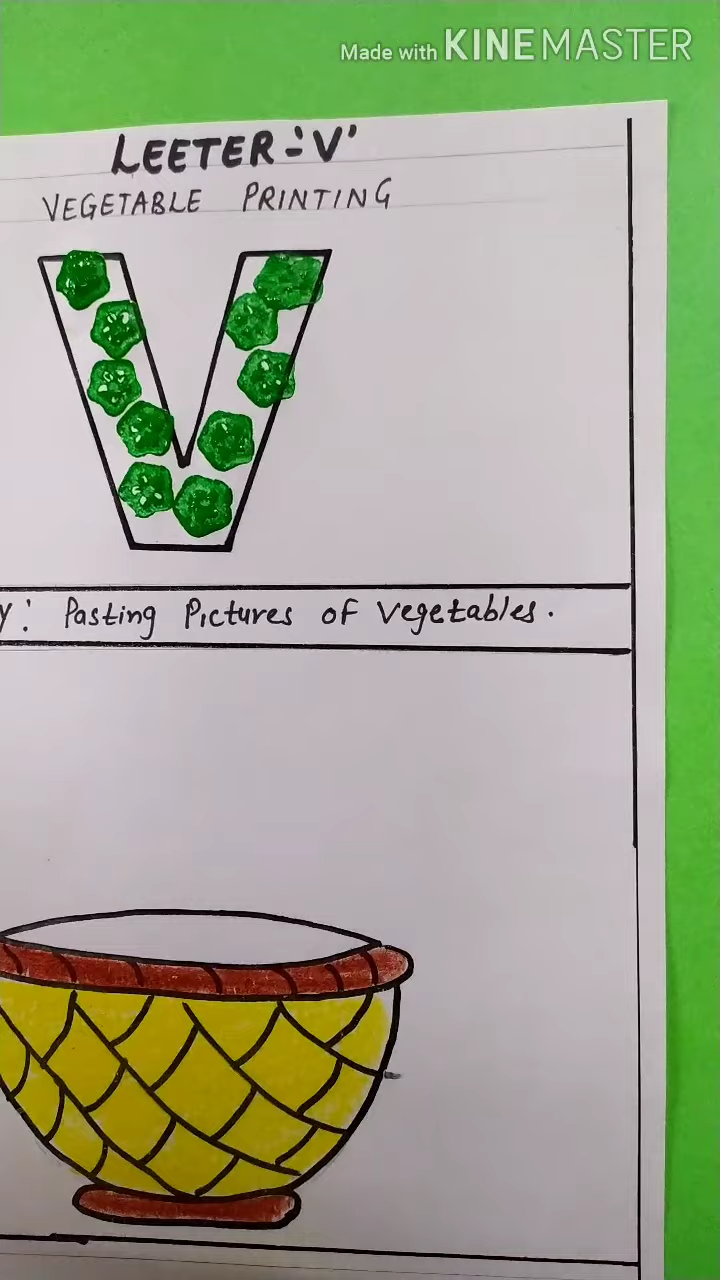 Made with KINEMASTER
LEETER-'V'
VEGETABLE PRINTING
Y: Pasting Pictures of Vegetables.